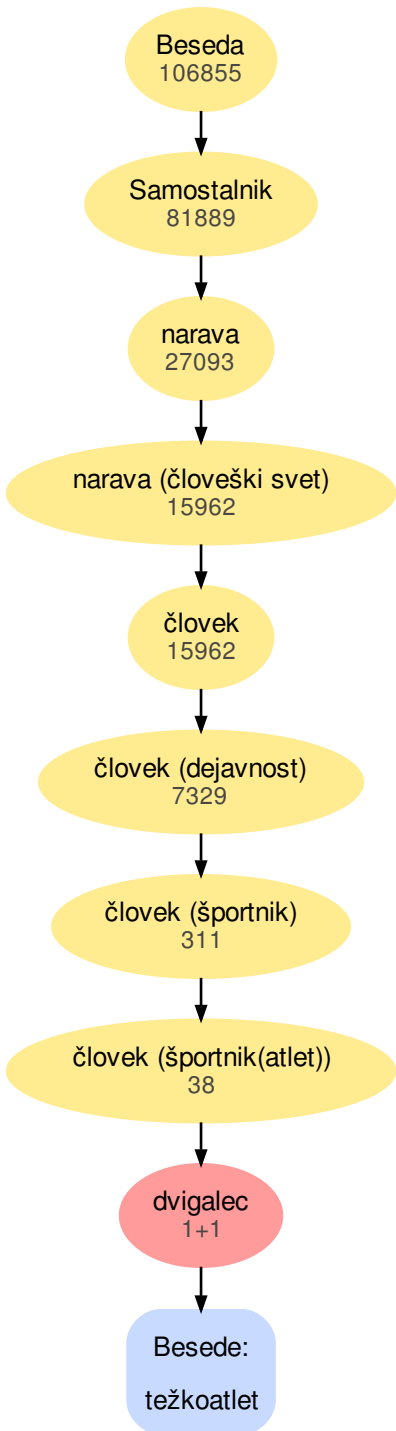 Beseda
106855
Samostalnik
81889
narava
27093
narava (človeški svet)
15962
človek
15962
človek (dejavnost)
7329
človek (športnik)
311
človek (športnik(atlet))
38
dvigalec
1+1
Besede:
težkoatlet